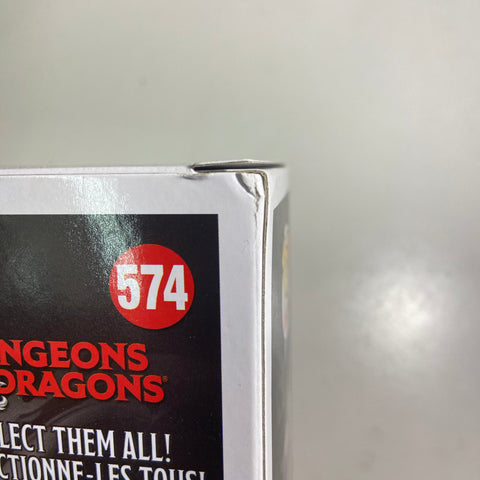 574
NGEONS
DRAGONS®
LECT THEM ALL!
CTIONNE-LES TOUS!